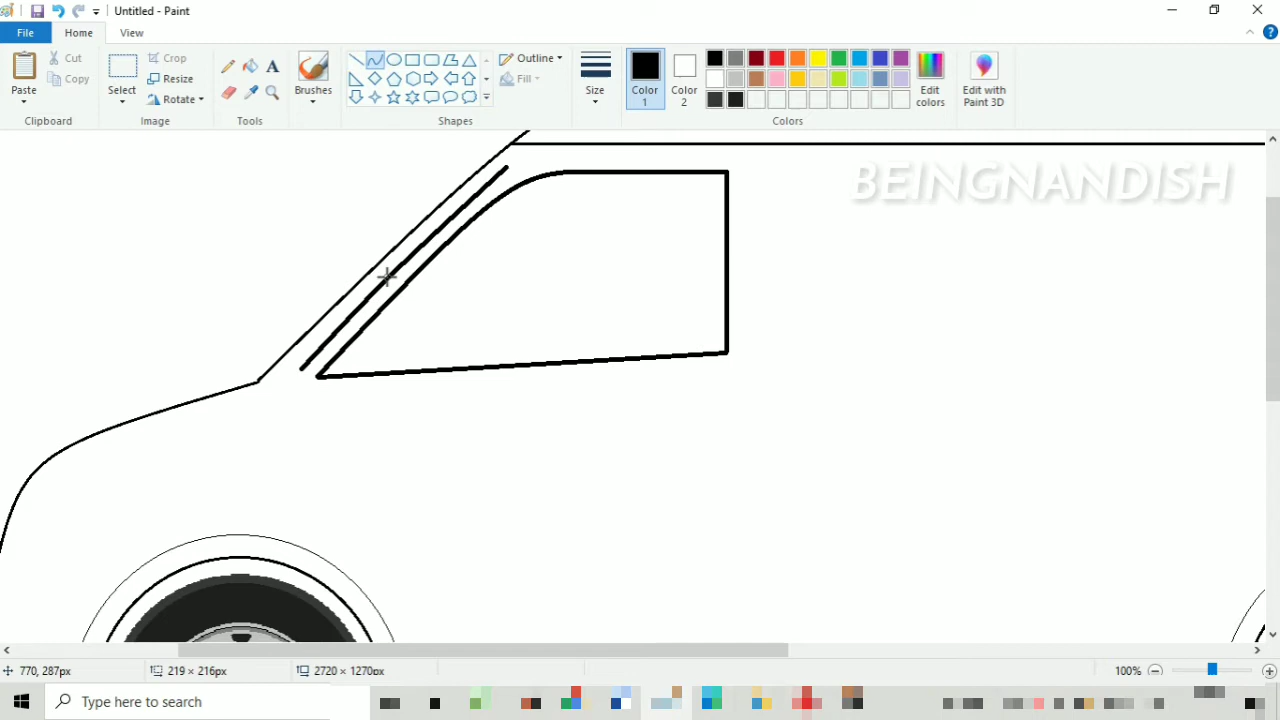 Untitled - Paint
File
Home
View
Paste
Cut
Copy
Clipboard
Select
Crop
Resize
Rotate
Image
A
Tools
Brushes
Shapes
Outline
Fill
Size
Color 1
Color 2
Colors
Edit colors
Edit with Paint 3D
?
BEINGNANDISH
770, 287px
219 × 216px
2720 × 1270px
100%
Type here to search